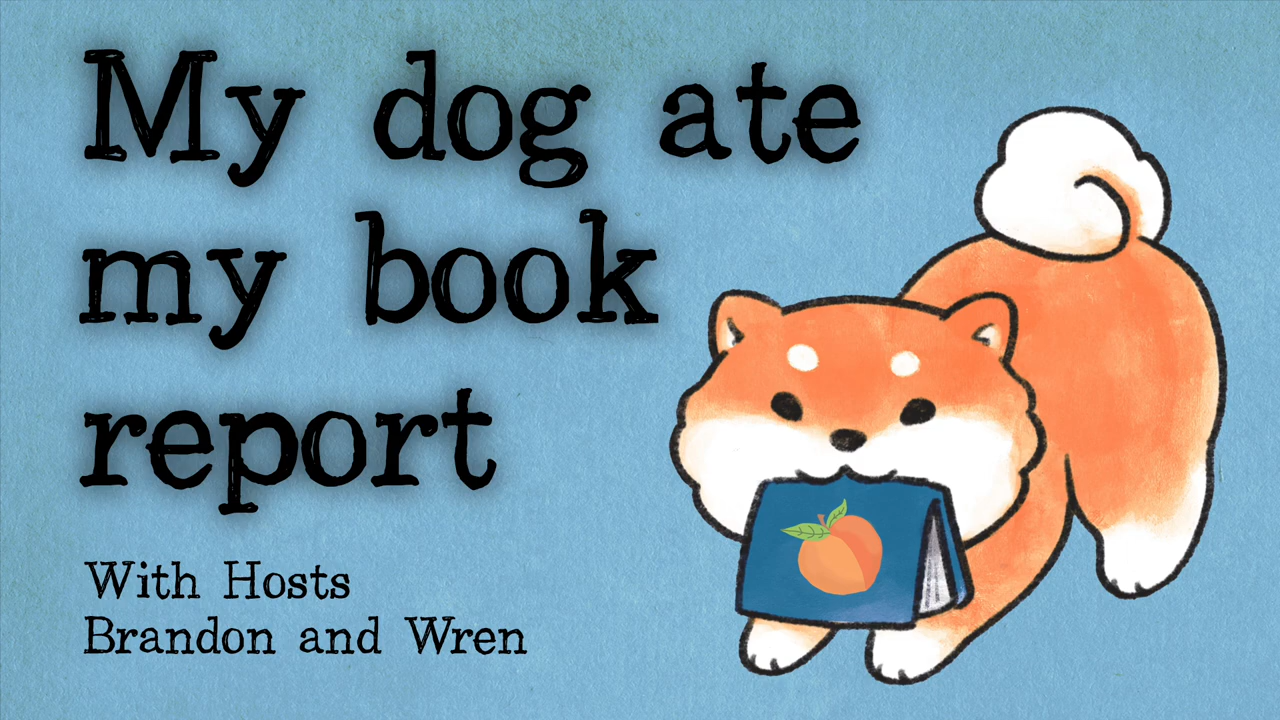 My dog ate
my book
report
With Hosts
Brandon and Wren